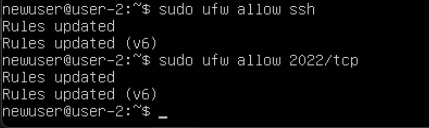 newuser@user-2:~$ sudo ufw allow ssh
Rules updated
Rules updated (v6)
newuser@user-2:~$ sudo ufw allow 2022/tcp
Rules updated
Rules updated (v6)
newuser@user-2:~$ _